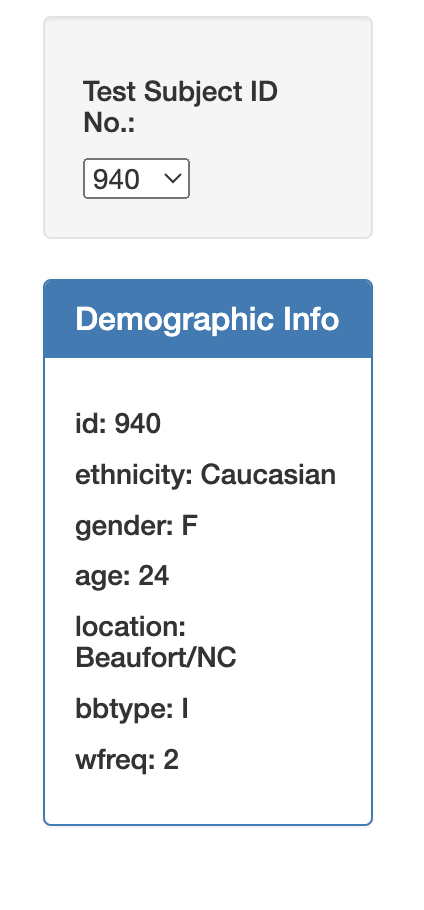 Test Subject ID
No.:
940
Demographic Info
id: 940
ethnicity: Caucasian
gender: F
age: 24
location:
Beaufort/NC
bbtype: I
wfreq: 2